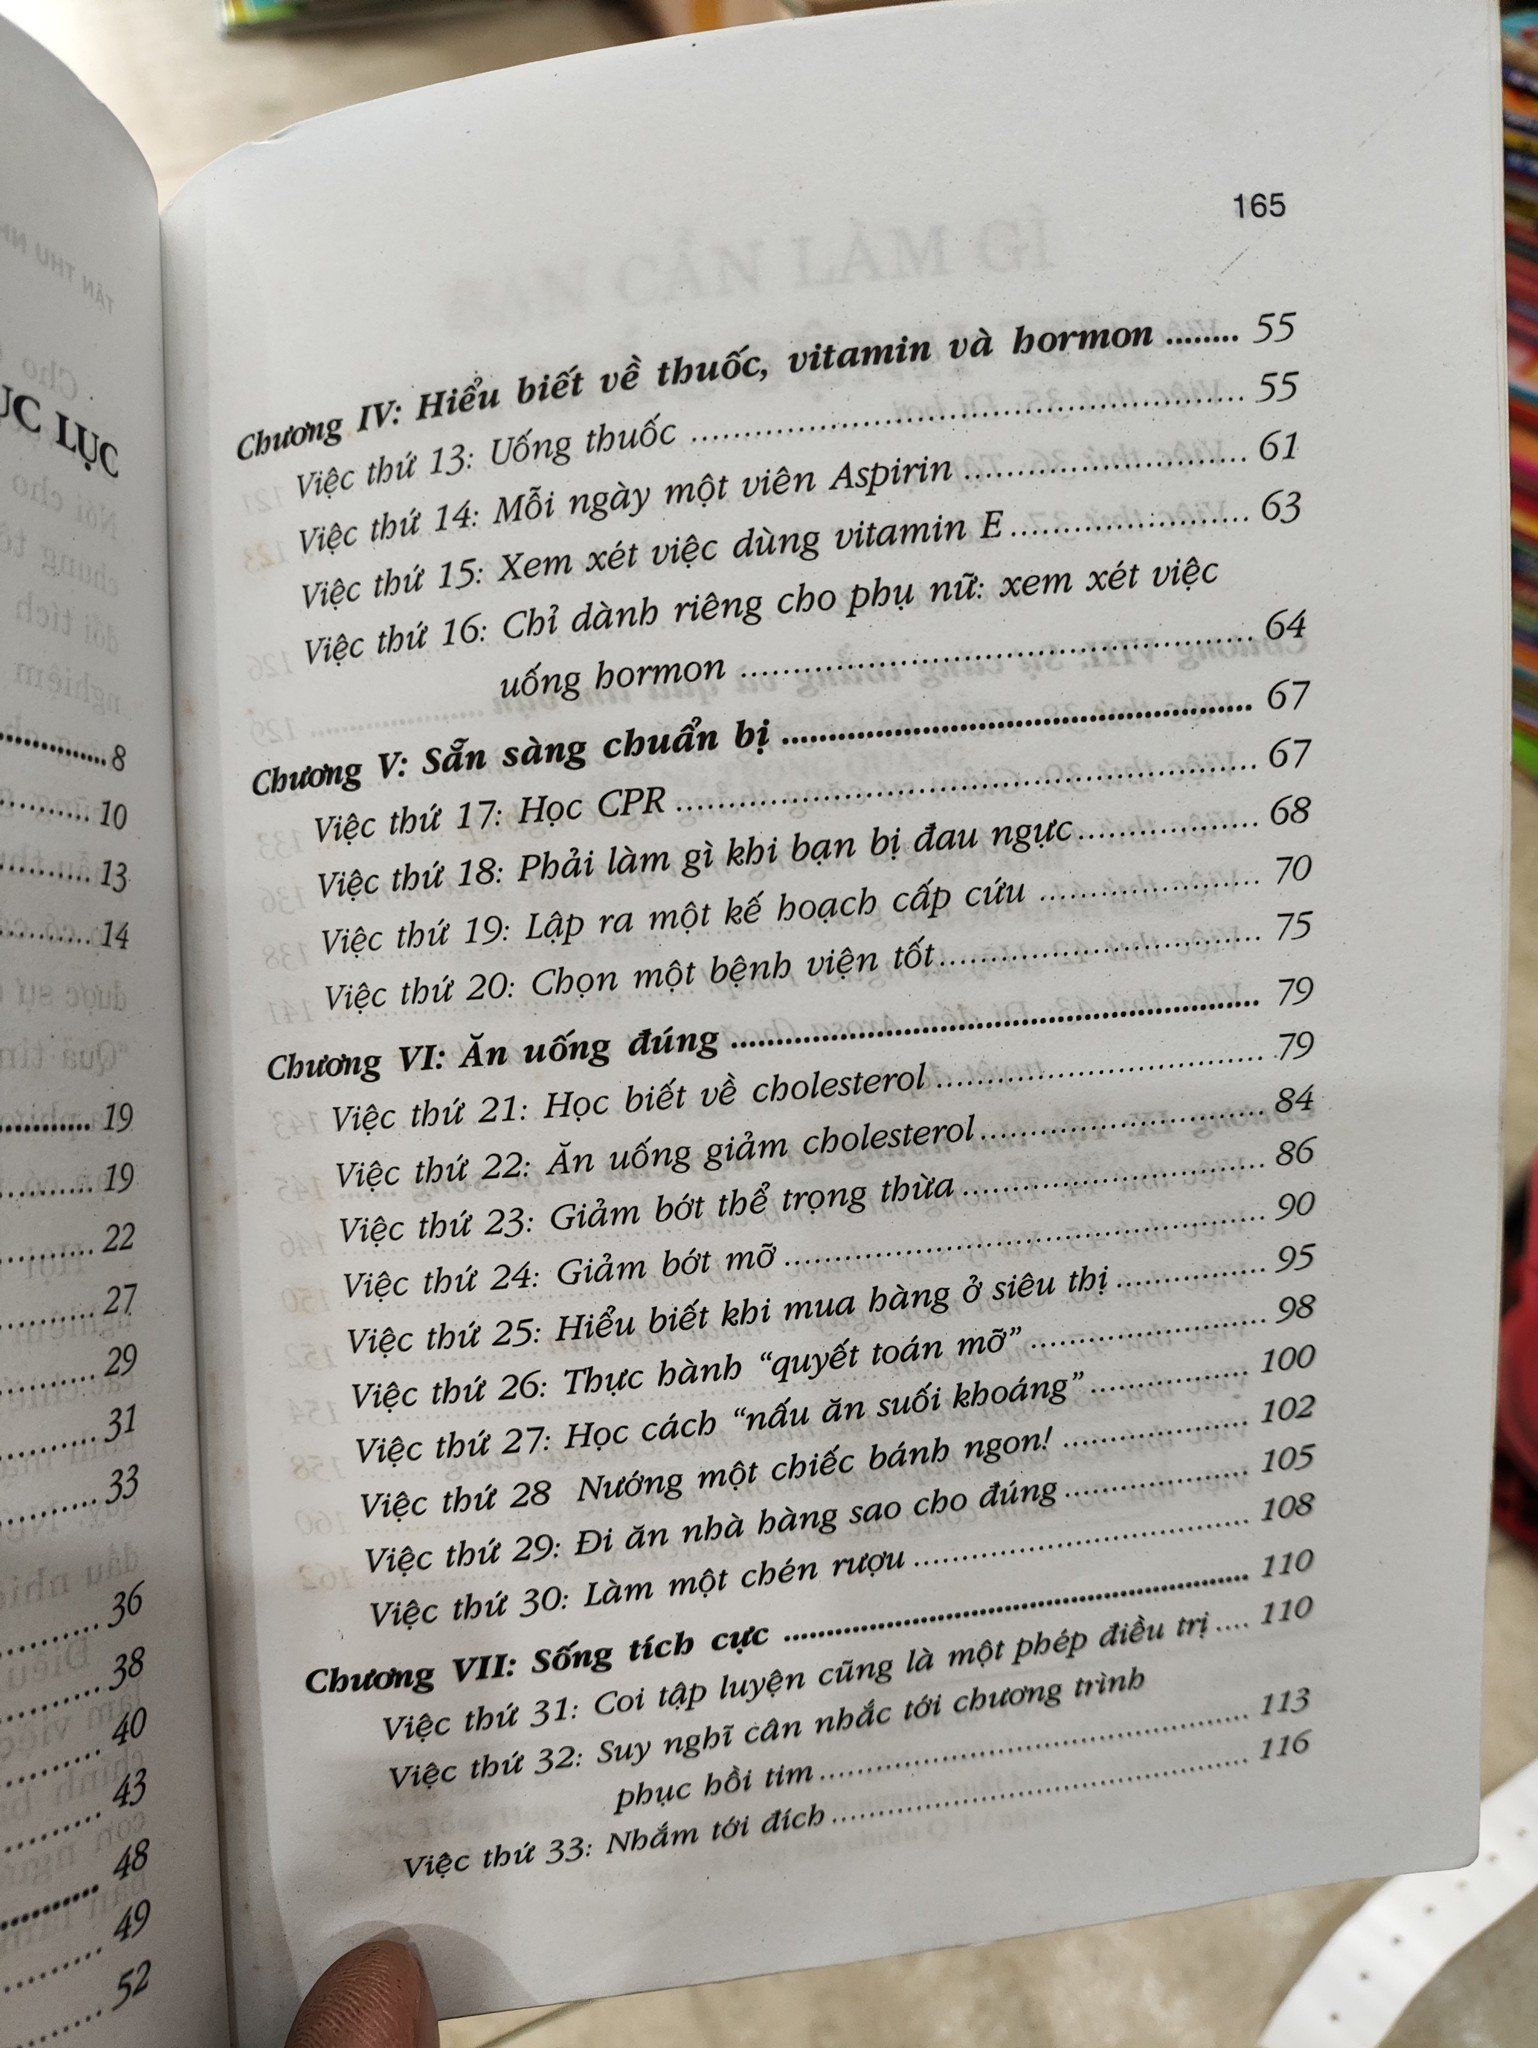 ỤC LỤC
8
10
13
14
19
19
22
27
29
31
33
36
38
40
43
48
49
52
165
Chương IV: Hiểu biết về thuốc, vitamin và hormon ........ 55
Việc thứ 13: Uống thuốc ........ 55
Việc thứ 14: Mỗi ngày một viên Aspirin ........ 61
Việc thứ 15: Xem xét việc dùng vitamin E ........ 63
Việc thứ 16: Chỉ dành riêng cho phụ nữ: xem xét việc
uống hormon ........ 64
Chương V: Sẵn sàng chuẩn bị ........ 67
Việc thứ 17: Học CPR ........ 67
Việc thứ 18: Phải làm gì khi bạn bị đau ngực ........ 68
Việc thứ 19: Lập ra một kế hoạch cấp cứu ........ 70
Việc thứ 20: Chọn một bệnh viện tốt ........ 75
Chương VI: Ăn uống đúng ........ 79
Việc thứ 21: Học biết về cholesterol ........ 79
Việc thứ 22: Ăn uống giảm cholesterol ........ 84
Việc thứ 23: Giảm bớt thể trọng thừa ........ 86
Việc thứ 24: Giảm bớt mỡ ........ 90
Việc thứ 25: Hiểu biết khi mua hàng ở siêu thị ........ 95
Việc thứ 26: Thực hành “quyết toán mỡ” ........ 98
Việc thứ 27: Học cách “nấu ăn suối khoáng” ........ 100
Việc thứ 28 Nướng một chiếc bánh ngon! ........ 102
Việc thứ 29: Đi ăn nhà hàng sao cho đúng ........ 105
Việc thứ 30: Làm một chén rượu ........ 108
Chương VII: Sống tích cực ........ 110
Việc thứ 31: Coi tập luyện cũng là một phép điều trị .... 110
Việc thứ 32: Suy nghĩ cân nhắc tới chương trình
phục hồi tim ........ 113
Việc thứ 33: Nhắm tới đích ........ 116